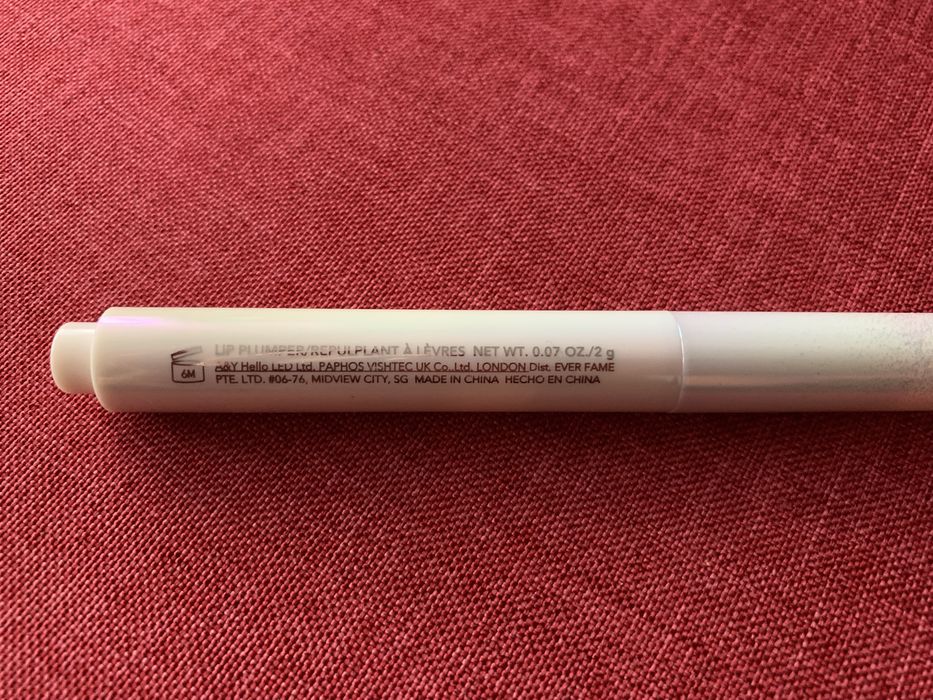 6M
LIP PLUMPER/REPULPLANT À LÈVRES NET WT. 0.07 OZ./2 g
A&Y Hello LED Ltd. PAPHOS VISHTEC UK Co.,Ltd. LONDON Dist. EVER FAME
PTE. LTD. #06-76, MIDVIEW CITY, SG MADE IN CHINA HECHO EN CHINA